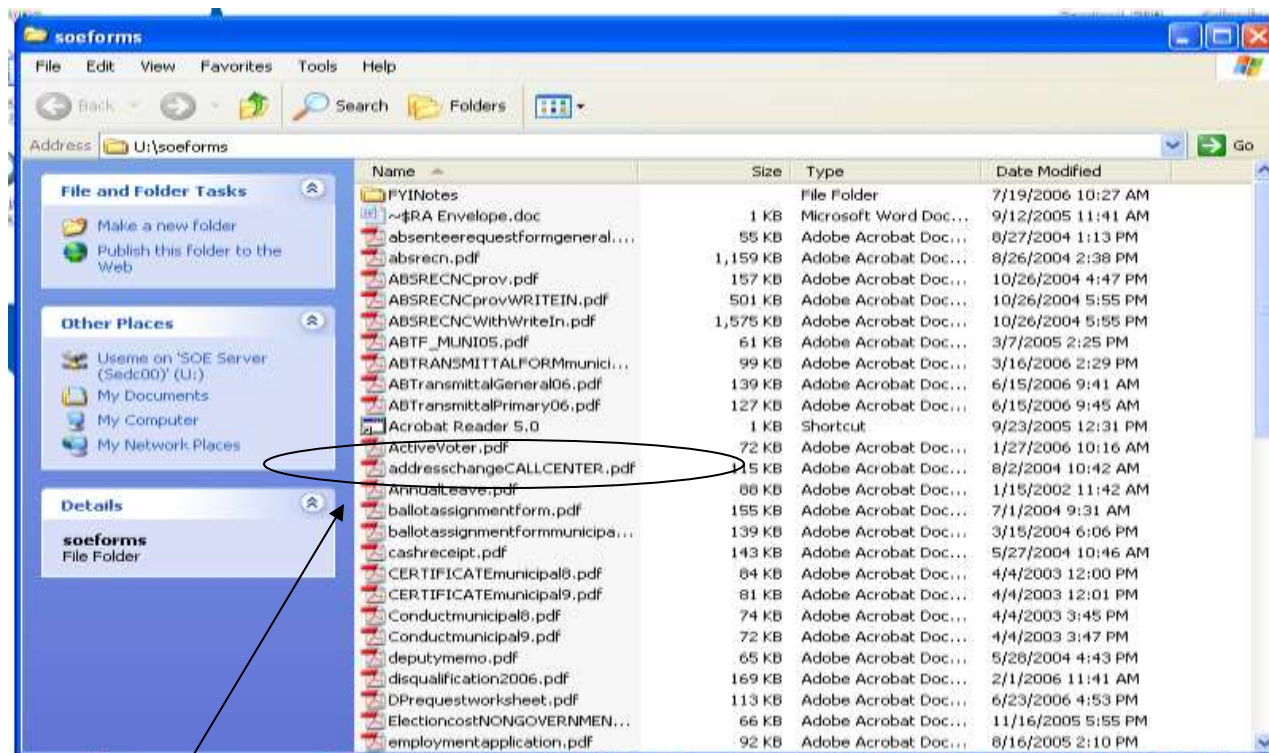 soeforms
File Edit View Favorites Tools Help
Back Search Folders
Address U:\soeforms Go
File and Folder Tasks
Make a new folder
Publish this folder to the
Web
Other Places
Useme on 'SOE Server
(Sedc00)' (U:)
My Documents
My Computer
My Network Places
Details
soeforms
File Folder
Name Size Type Date Modified
FYINotes File Folder 7/19/2006 10:27 AM
~$RA Envelope.doc 1 KB Microsoft Word Doc... 9/12/2005 11:41 AM
absenteerequestformgeneral.... 55 KB Adobe Acrobat Doc... 8/27/2004 1:13 PM
absrecn.pdf 1,159 KB Adobe Acrobat Doc... 8/26/2004 2:38 PM
ABSRECNCprov.pdf 157 KB Adobe Acrobat Doc... 10/26/2004 4:47 PM
ABSRECNCprovWRITEIN.pdf 501 KB Adobe Acrobat Doc... 10/26/2004 5:55 PM
ABSRECNCWithWriteIn.pdf 1,575 KB Adobe Acrobat Doc... 10/26/2004 5:55 PM
ABTF_MUNI05.pdf 61 KB Adobe Acrobat Doc... 3/7/2005 2:25 PM
ABTRANSMITTALFORMmunici... 99 KB Adobe Acrobat Doc... 3/16/2006 2:29 PM
ABTransmittalGeneral06.pdf 139 KB Adobe Acrobat Doc... 6/15/2006 9:41 AM
ABTransmittalPrimary06.pdf 127 KB Adobe Acrobat Doc... 6/15/2006 9:45 AM
Acrobat Reader 5.0 1 KB Shortcut 9/23/2005 12:31 PM
ActiveVoter.pdf 72 KB Adobe Acrobat Doc... 1/27/2006 10:16 AM
addresschangeCALLCENTER.pdf 115 KB Adobe Acrobat Doc... 8/2/2004 10:42 AM
AnnualLeave.pdf 88 KB Adobe Acrobat Doc... 1/15/2002 11:42 AM
ballotassignmentform.pdf 155 KB Adobe Acrobat Doc... 7/1/2004 9:31 AM
ballotassignmentformmunicipa... 139 KB Adobe Acrobat Doc... 3/15/2004 6:06 PM
cashreceipt.pdf 143 KB Adobe Acrobat Doc... 5/27/2004 10:46 AM
CERTIFICATEmunicipal8.pdf 84 KB Adobe Acrobat Doc... 4/4/2003 12:00 PM
CERTIFICATEmunicipal9.pdf 81 KB Adobe Acrobat Doc... 4/4/2003 12:01 PM
Conductmunicipal8.pdf 74 KB Adobe Acrobat Doc... 4/4/2003 3:45 PM
Conductmunicipal9.pdf 72 KB Adobe Acrobat Doc... 4/4/2003 3:47 PM
deputymemo.pdf 65 KB Adobe Acrobat Doc... 5/28/2004 4:43 PM
disqualification2006.pdf 169 KB Adobe Acrobat Doc... 2/1/2006 11:41 AM
DPrequestworksheet.pdf 113 KB Adobe Acrobat Doc... 6/23/2006 4:53 PM
ElectioncostNONGOVERNMEN... 66 KB Adobe Acrobat Doc... 11/16/2005 5:55 PM
employmentapplication.pdf 92 KB Adobe Acrobat Doc... 8/16/2005 2:10 PM